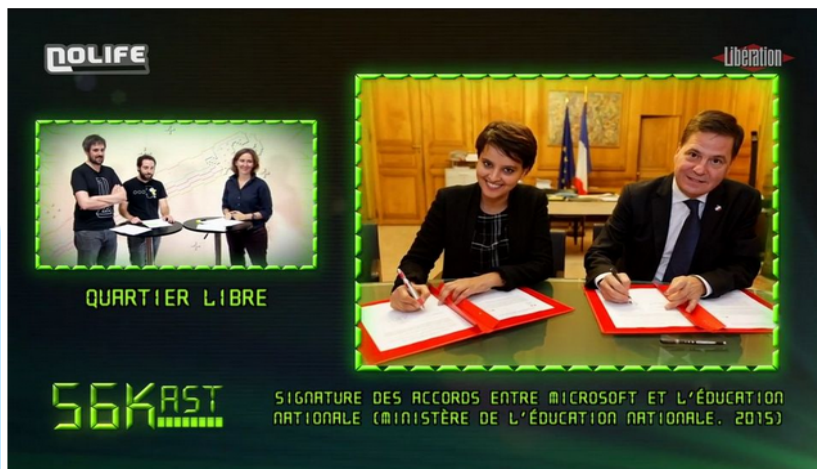 NOLIFE
Libération
QUARTIER LIBRE
56KAST
SIGNATURE DES ACCORDS ENTRE MICROSOFT ET L'ÉDUCATION
NATIONALE (MINISTÈRE DE L'ÉDUCATION NATIONALE. 2015)